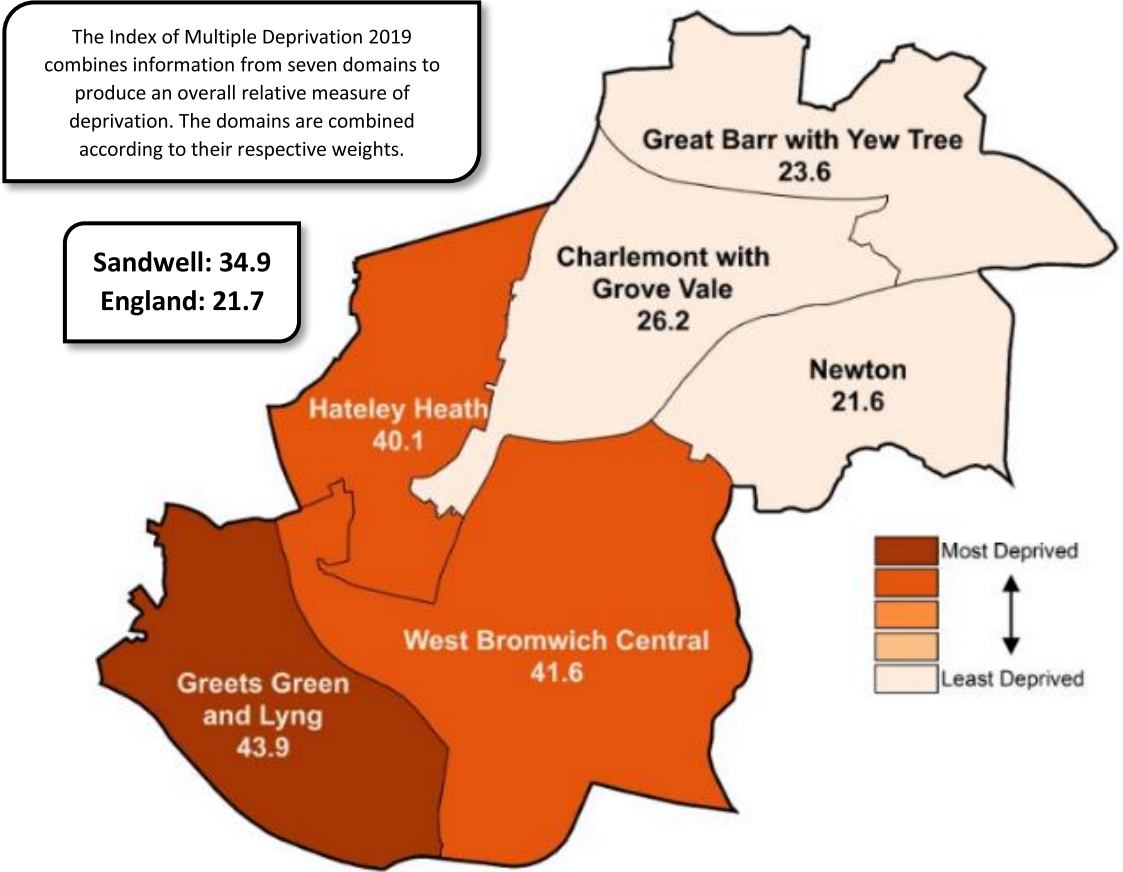 The Index of Multiple Deprivation 2019
combines information from seven domains to
produce an overall relative measure of
deprivation. The domains are combined
according to their respective weights.
Sandwell: 34.9
England: 21.7
Great Barr with Yew Tree
23.6
Charlemont with
Grove Vale
26.2
Newton
21.6
Hateley Heath
40.1
West Bromwich Central
41.6
Greets Green
and Lyng
43.9
Most Deprived
Least Deprived